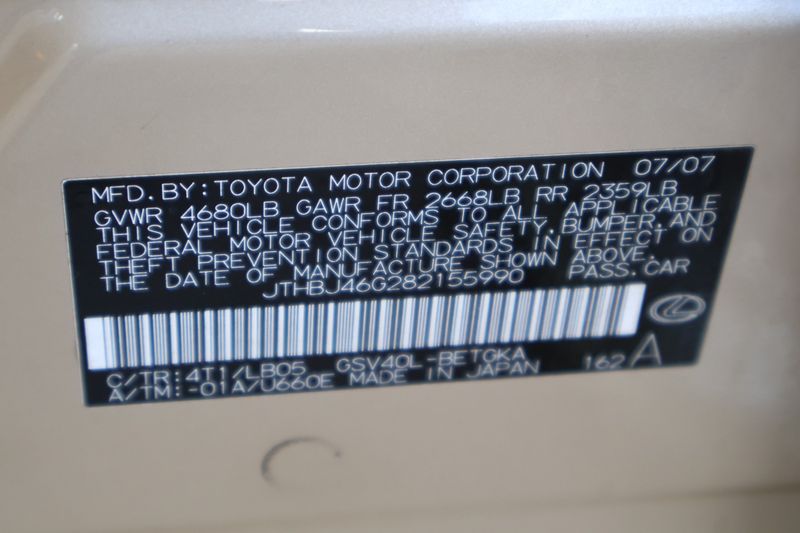 MFD.BY:TOYOTA MOTOR CORPORATION 07/07
GVWR 4680LB GAWR FR 2668LB RR 2359LB
THIS VEHICLE CONFORMS TO ALL APPLICABLE
FEDERAL MOTOR VEHICLE SAFETY,BUMPER,AND
THEFT PREVENTION STANDARDS IN EFFECT ON
THE DATE OF MANUFACTURE SHOWN ABOVE.
JTHBJ46G282155990 PASS.CAR
C/TR:4T1/LB05 GSV40L-BETGKA
A/TM:-01A/U660E MADE IN JAPAN 162 A